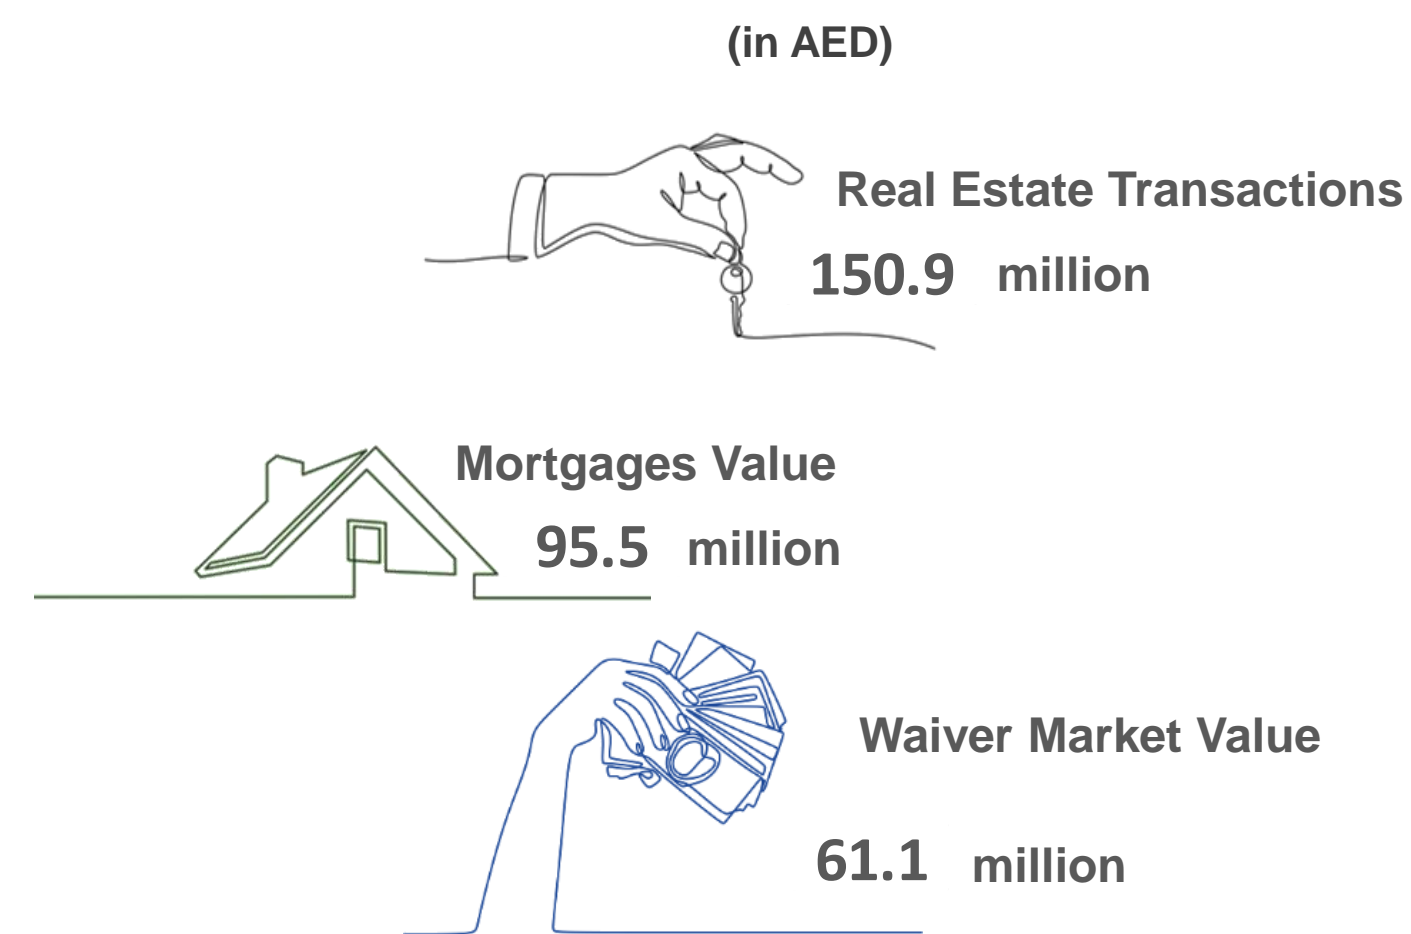 (in AED)
Real Estate Transactions
150.9 million
Mortgages Value
95.5 million
Waiver Market Value
61.1 million